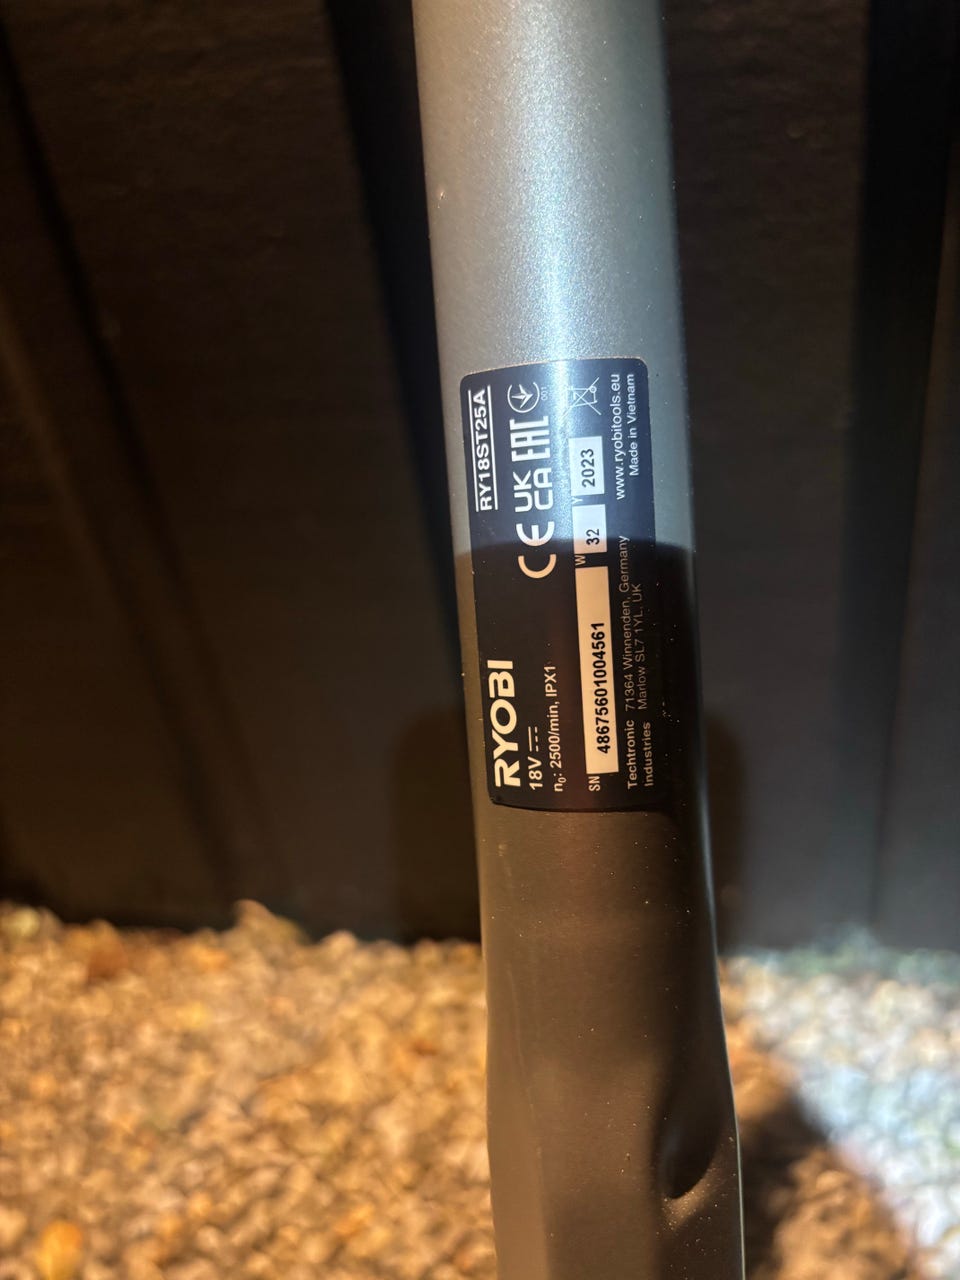 RYOBI
RY18ST25A
18V
n₀: 2500/min, IPX1
CE UK CA EAC
001
SN 48675601004561 W 32 Y 2023
Techtronic Industries
71364 Winnenden, Germany
Marlow SL7 1YL, UK
www.ryobitools.eu
Made in Vietnam